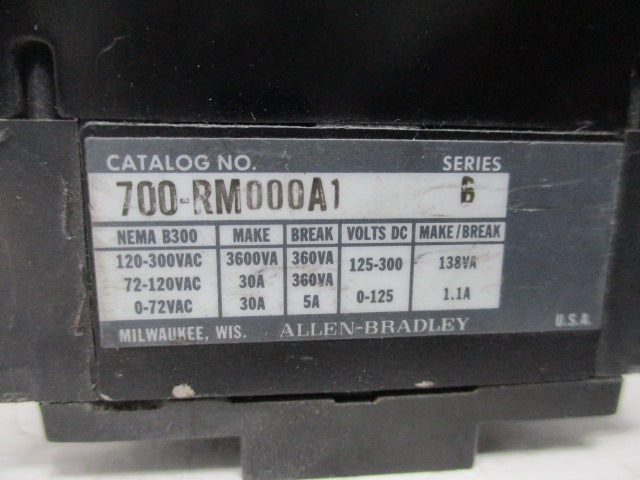 CATALOG NO. SERIES
700-RM000A1 B
NEMA B300 MAKE BREAK VOLTS DC MAKE/BREAK
120-300VAC 3600VA 360VA 125-300 138VA
72-120VAC 30A 360VA
0-72VAC 30A 5A 0-125 1.1A
MILWAUKEE, WIS. ALLEN-BRADLEY U.S.A.